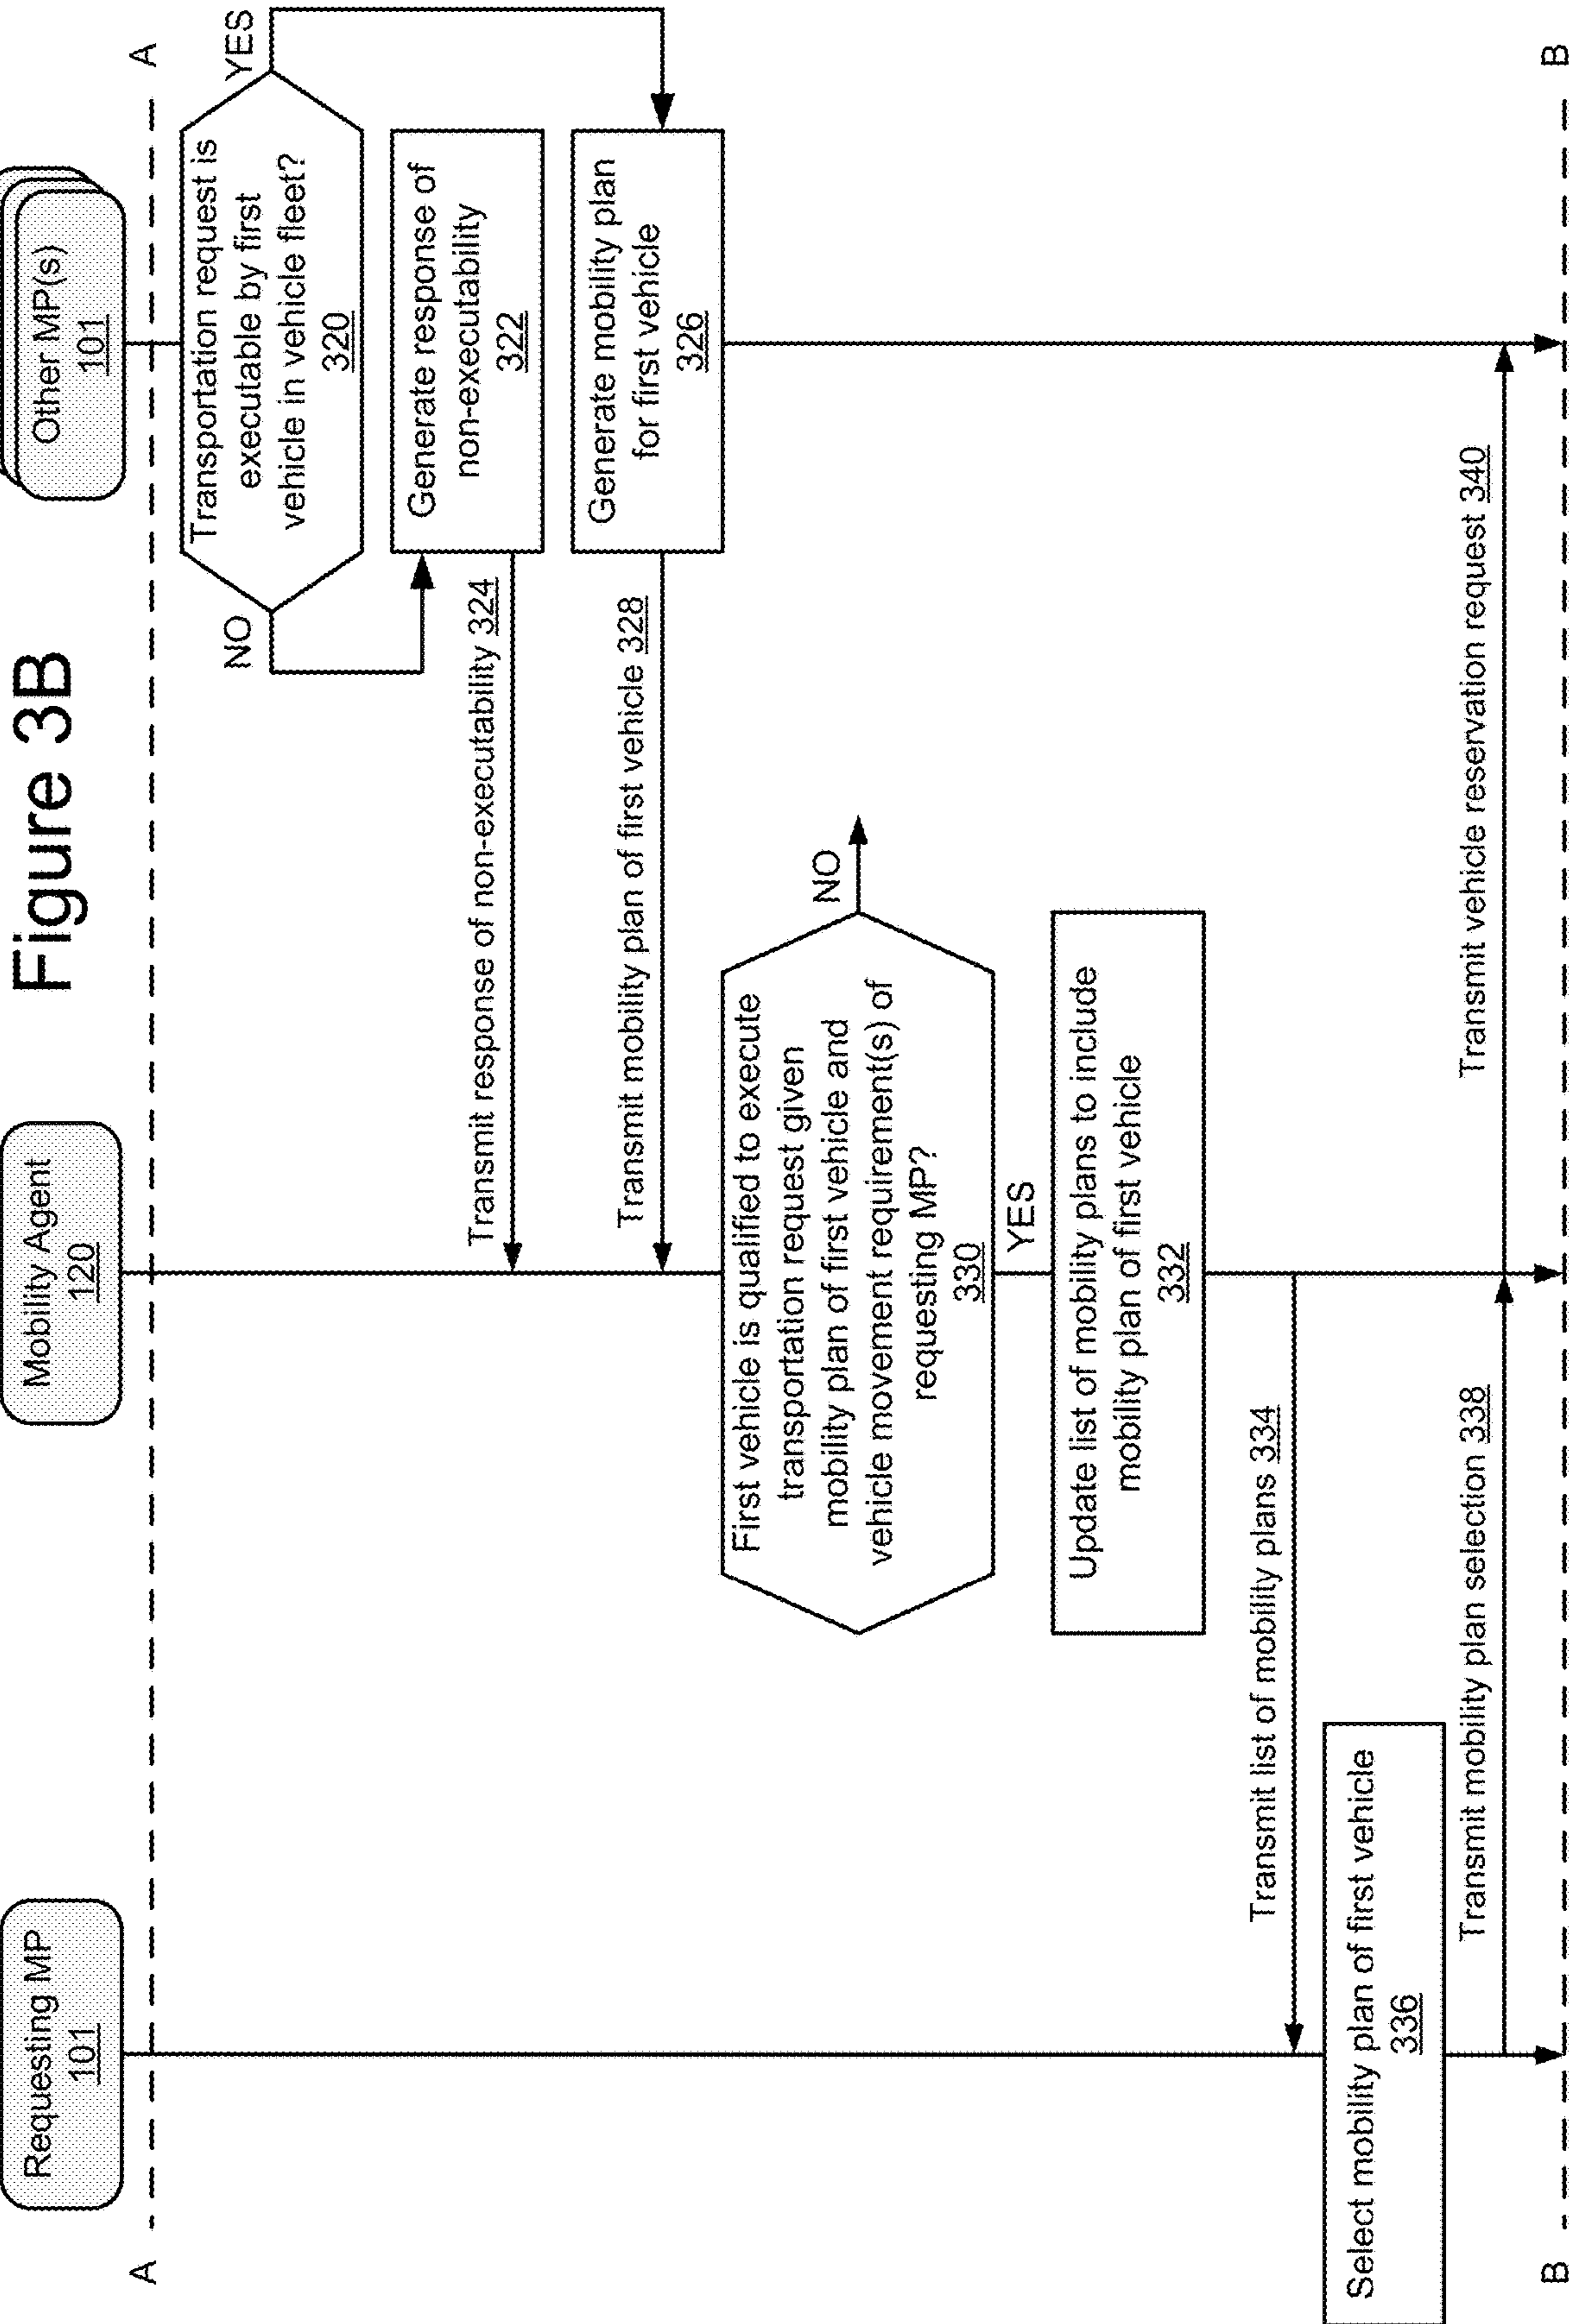 Figure 3B
Requesting MP
101
Mobility Agent
120
Other MP(s)
101
A
A
Transportation request is
executable by first
vehicle in vehicle fleet?
320
NO
YES
Generate response of
non-executability
322
Transmit response of non-executability 324
Generate mobility plan
for first vehicle
326
Transmit mobility plan of first vehicle 328
First vehicle is qualified to execute
transportation request given
mobility plan of first vehicle and
vehicle movement requirement(s) of
requesting MP?
330
NO
YES
Update list of mobility plans to include
mobility plan of first vehicle
332
Transmit list of mobility plans 334
Select mobility plan of first vehicle
336
Transmit mobility plan selection 338
Transmit vehicle reservation request 340
B
B